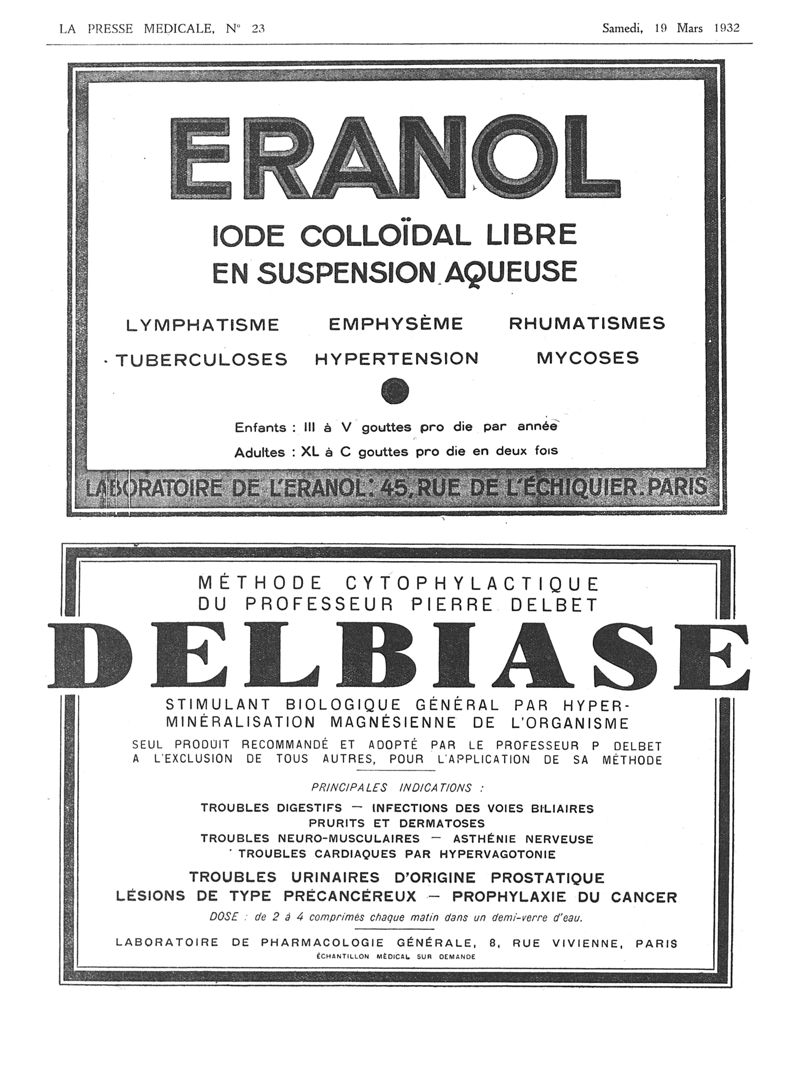 LA PRESSE MEDICALE, N° 23
Samedi, 19 Mars 1932
ERANOL
IODE COLLOÏDAL LIBRE
EN SUSPENSION AQUEUSE
LYMPHATISME EMPHYSÈME RHUMATISMES
TUBERCULOSES HYPERTENSION MYCOSES
Enfants : III à V gouttes pro die par année
Adultes : XL à C gouttes pro die en deux fois
LABORATOIRE DE L'ERANOL: 45, RUE DE L'ÉCHIQUIER. PARIS
MÉTHODE CYTOPHYLACTIQUE
DU PROFESSEUR PIERRE DELBET
DELBIASE
STIMULANT BIOLOGIQUE GÉNÉRAL PAR HYPER-
MINÉRALISATION MAGNÉSIENNE DE L'ORGANISME
SEUL PRODUIT RECOMMANDÉ ET ADOPTÉ PAR LE PROFESSEUR P DELBET
A L'EXCLUSION DE TOUS AUTRES, POUR L'APPLICATION DE SA MÉTHODE
PRINCIPALES INDICATIONS :
TROUBLES DIGESTIFS — INFECTIONS DES VOIES BILIAIRES
PRURITS ET DERMATOSES
TROUBLES NEURO-MUSCULAIRES — ASTHÉNIE NERVEUSE
TROUBLES CARDIAQUES PAR HYPERVAGOTONIE
TROUBLES URINAIRES D'ORIGINE PROSTATIQUE
LÉSIONS DE TYPE PRÉCANCÉREUX — PROPHYLAXIE DU CANCER
DOSE : de 2 à 4 comprimés chaque matin dans un demi-verre d'eau.
LABORATOIRE DE PHARMACOLOGIE GÉNÉRALE, 8, RUE VIVIENNE, PARIS
ÉCHANTILLON MÉDICAL SUR DEMANDE